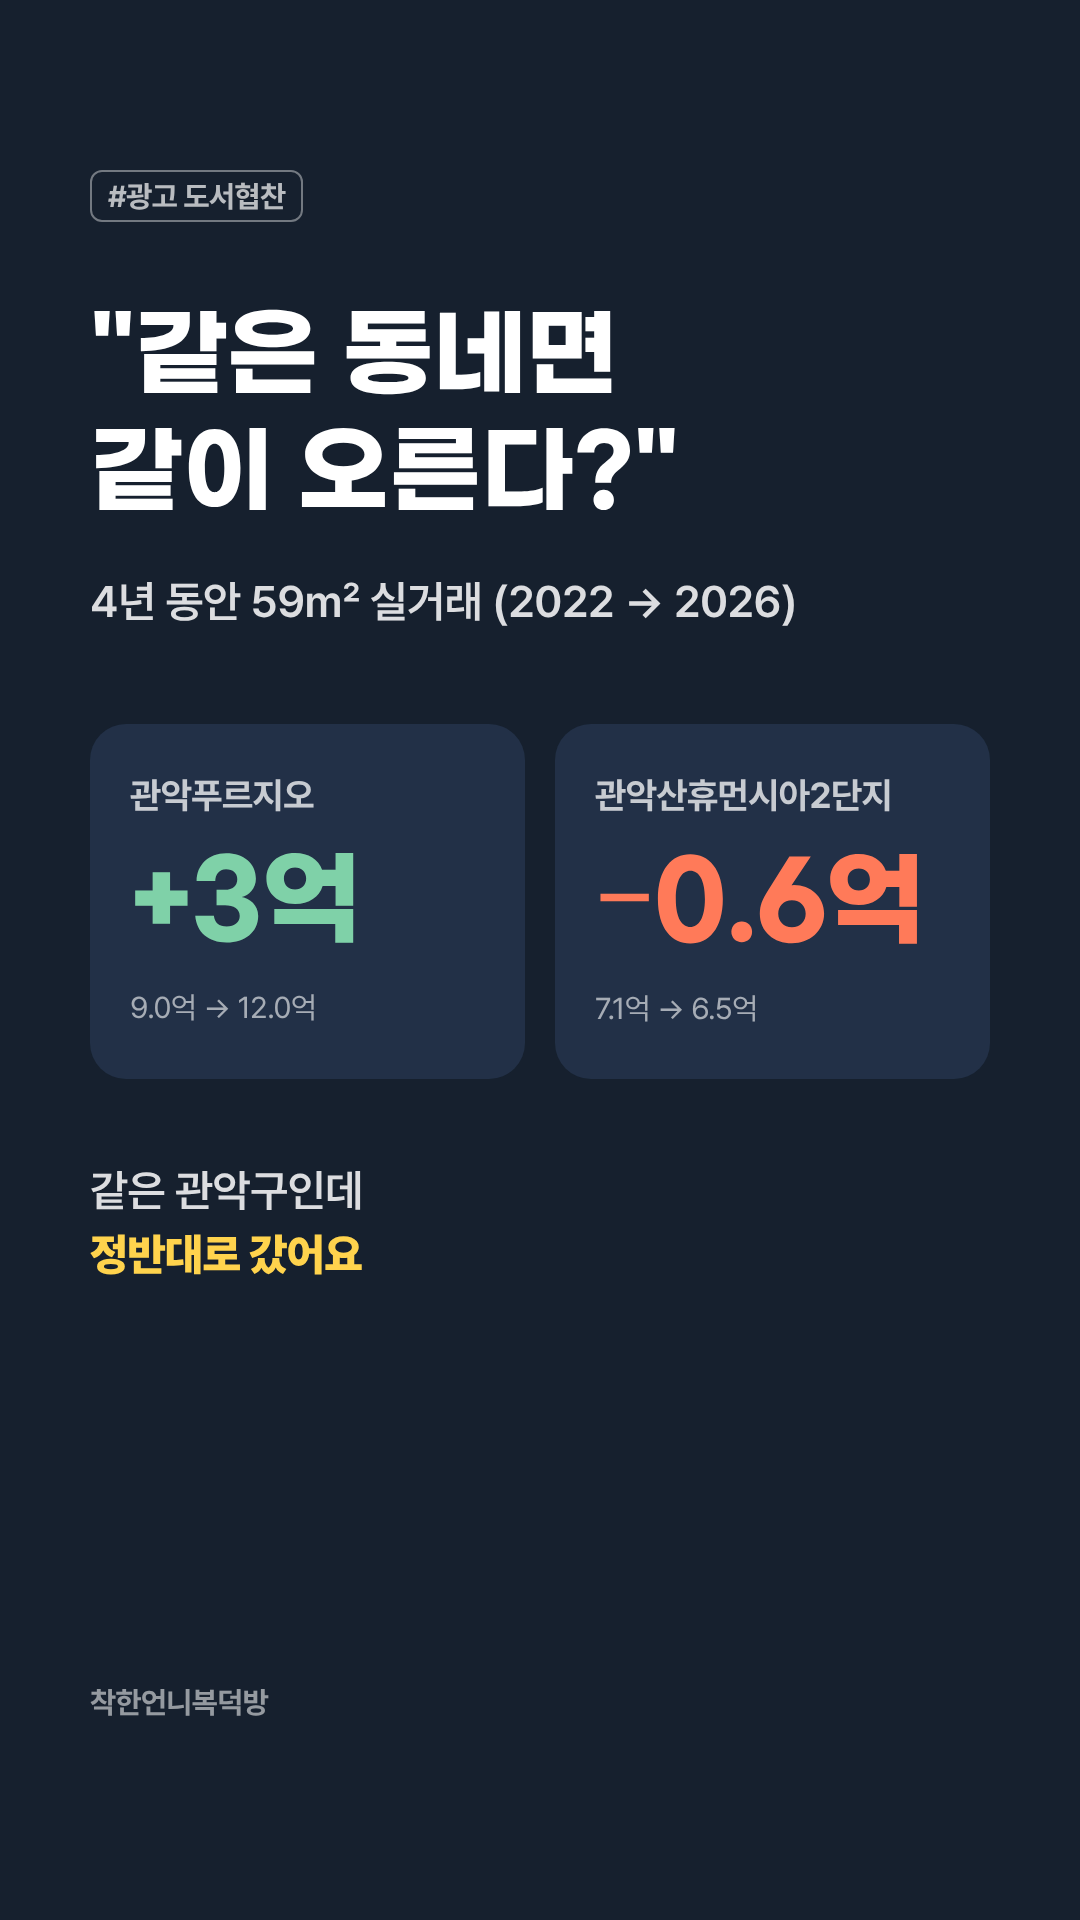 #광고 도서협찬
"같은 동네면
같이 오른다?"
4년 동안 59m² 실거래 (2022 → 2026)
관악푸르지오
+3억
9.0억 → 12.0억
관악산휴먼시아2단지
−0.6억
7.1억 → 6.5억
같은 관악구인데
정반대로 갔어요
착한언니복덕방